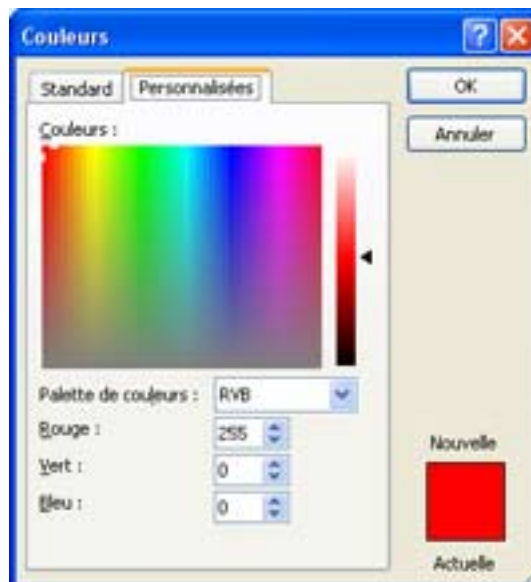 Couleurs
Standard Personnalisées
OK
Annuler
Couleurs :
Palette de couleurs : RVB
Rouge : 255
Vert : 0
Bleu : 0
Nouvelle
Actuelle